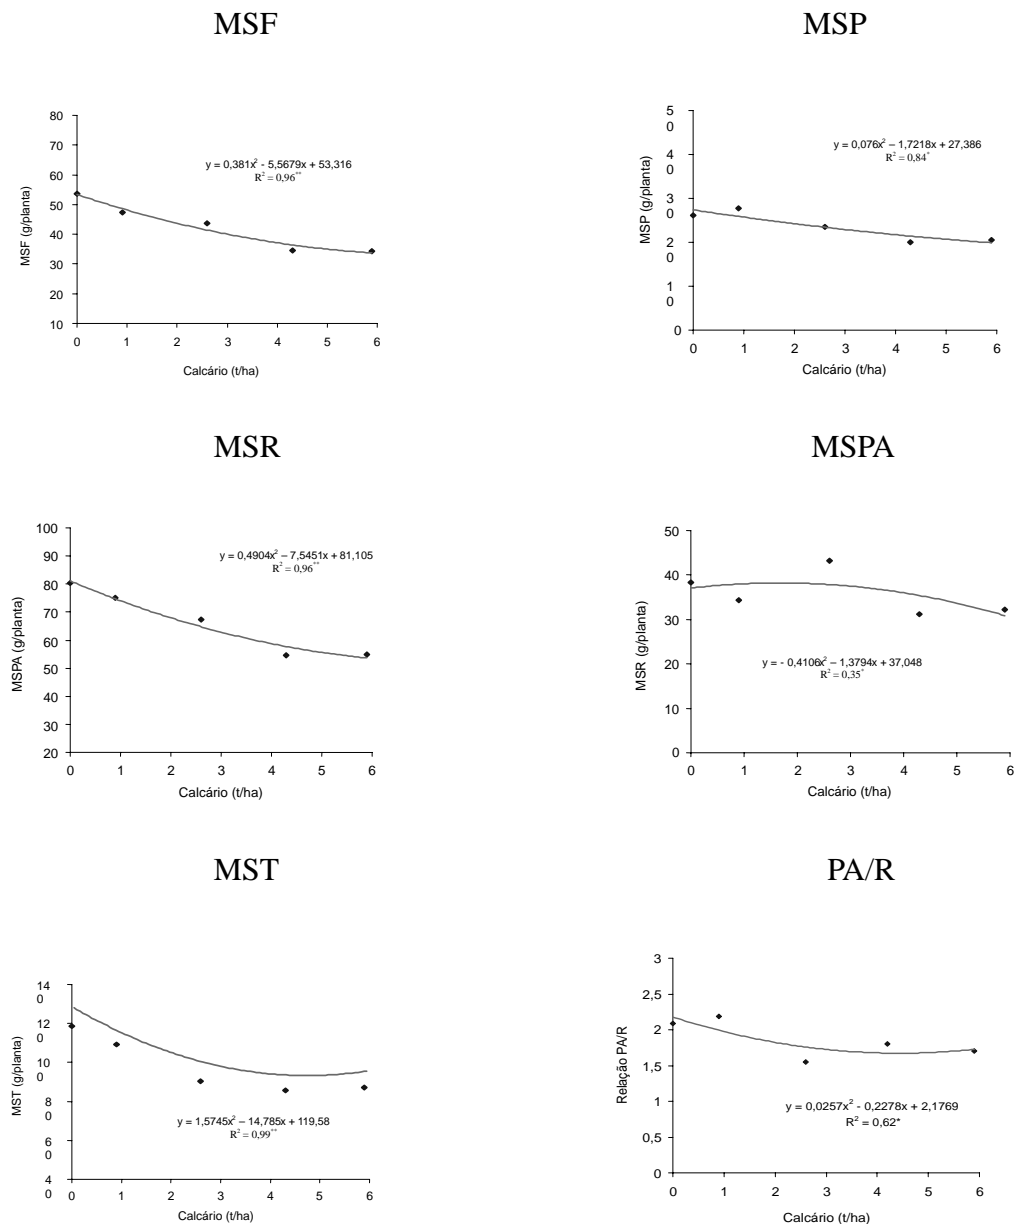 MSF
MSP
80
70
60
50
40
30
20
10
0 1 2 3 4 5 6
MSF (g/planta)
Calcário (t/ha)
y = 0,381x² - 5,5679x + 53,316
R² = 0,96**
5
0
4
0
3
0
2
0
1
0
0
0 1 2 3 4 5 6
MSP (g/planta)
Calcário (t/ha)
y = 0,076x² – 1,7218x + 27,386
R² = 0,84*
MSR
MSPA
100
90
80
70
60
50
40
30
20
0 1 2 3 4 5 6
MSPA (g/planta)
Calcário (t/ha)
y = 0,4904x² – 7,5451x + 81,105
R² = 0,96**
50
40
30
20
10
0
0 1 2 3 4 5 6
MSR (g/planta)
Calcário (t/ha)
y = - 0,4106x² – 1,3794x + 37,048
R² = 0,35*
MST
PA/R
14
0
12
0
10
0
8
0
6
0
4
0
0 1 2 3 4 5 6
MST (g/planta)
Calcário (t/ha)
y = 1,5745x² – 14,785x + 119,58
R² = 0,99**
3
2,5
2
1,5
1
0,5
0
0 1 2 3 4 5 6
Relação PA/R
Calcário (t/ha)
y = 0,0257x² - 0,2278x + 2,1769
R² = 0,62*